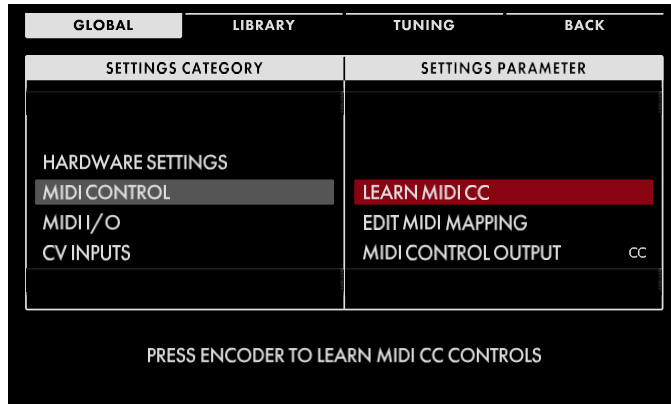 GLOBAL LIBRARY TUNING BACK
SETTINGS CATEGORY SETTINGS PARAMETER
HARDWARE SETTINGS
MIDI CONTROL LEARN MIDI CC
MIDI I/O EDIT MIDI MAPPING
CV INPUTS MIDI CONTROL OUTPUT CC
PRESS ENCODER TO LEARN MIDI CC CONTROLS